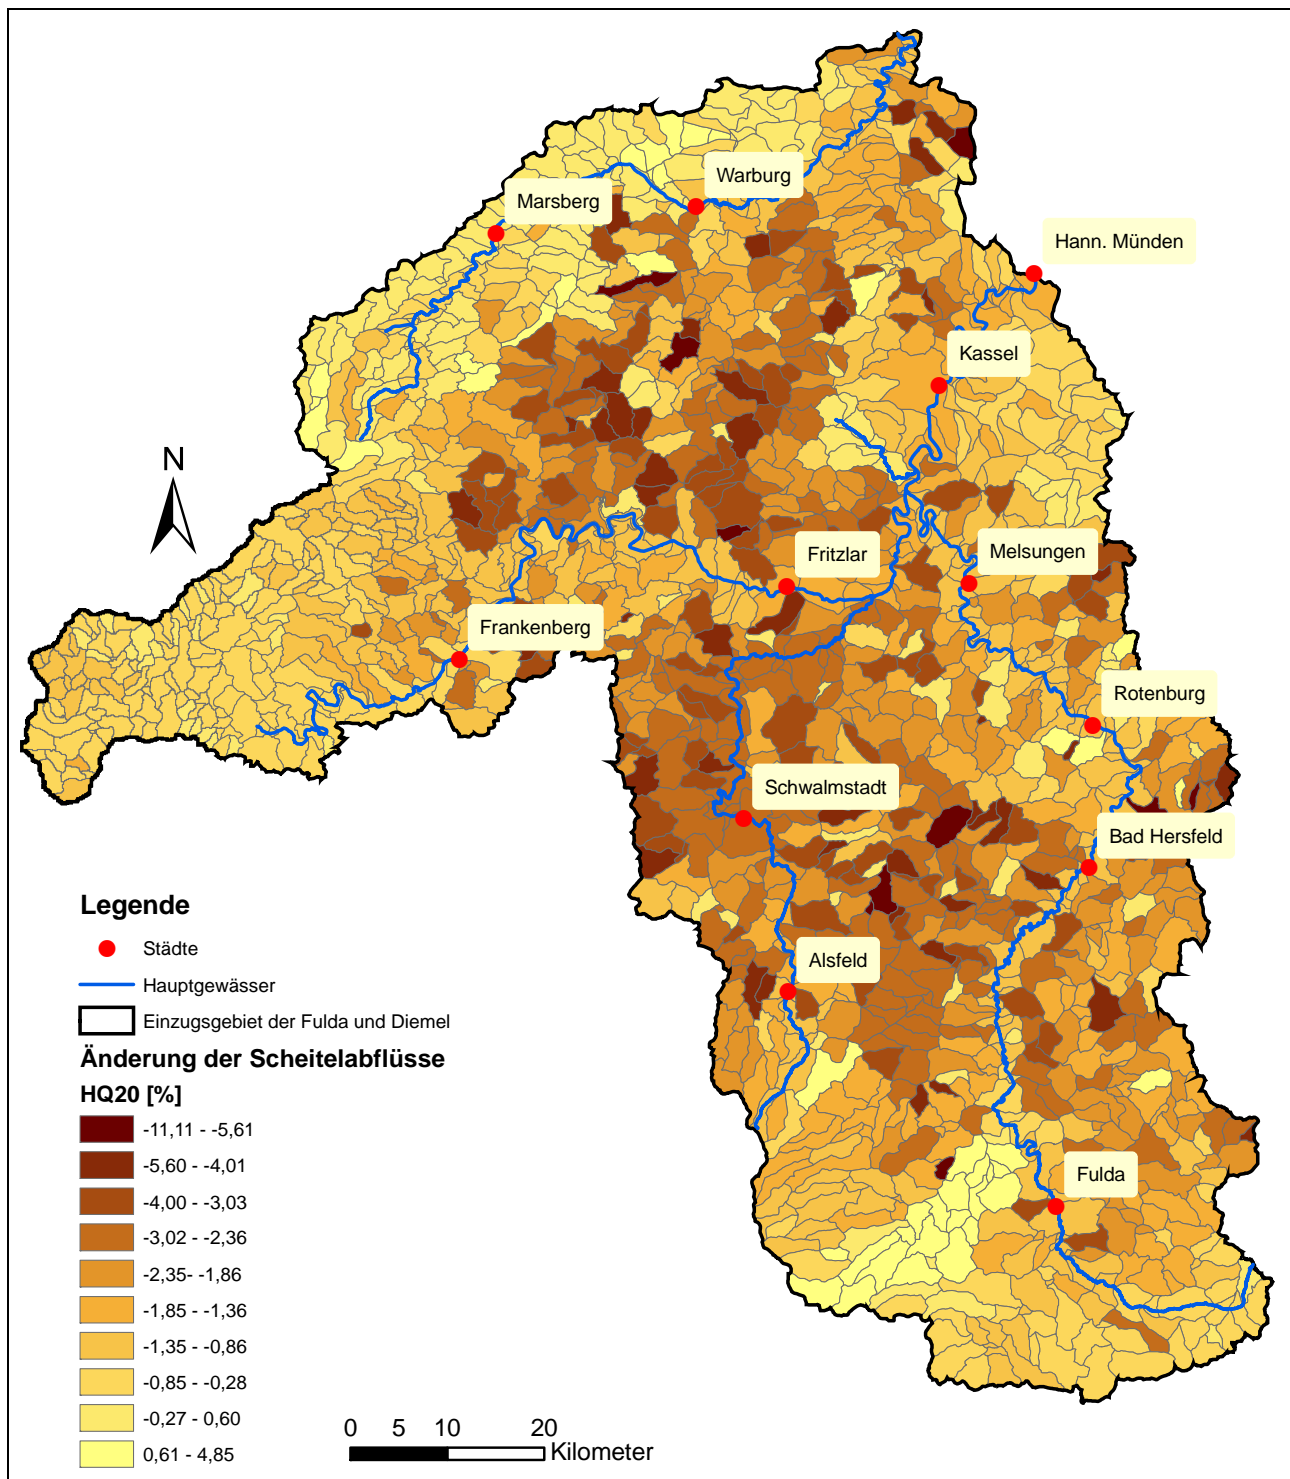 Warburg
Marsberg
Hann. Münden
Kassel
N
Fritzlar
Melsungen
Frankenberg
Rotenburg
Schwalmstadt
Bad Hersfeld
Legende
Städte
Alsfeld
Hauptgewässer
Einzugsgebiet der Fulda und Diemel
Änderung der Scheitelabflüsse
HQ20 [%]
-11,11 - -5,61
-5,60 - -4,01
-4,00 - -3,03
Fulda
-3,02 - -2,36
-2,35- -1,86
-1,85 - -1,36
-1,35 - -0,86
-0,85 - -0,28
-0,27 - 0,60
0,61 - 4,85
0 5 10 20
Kilometer